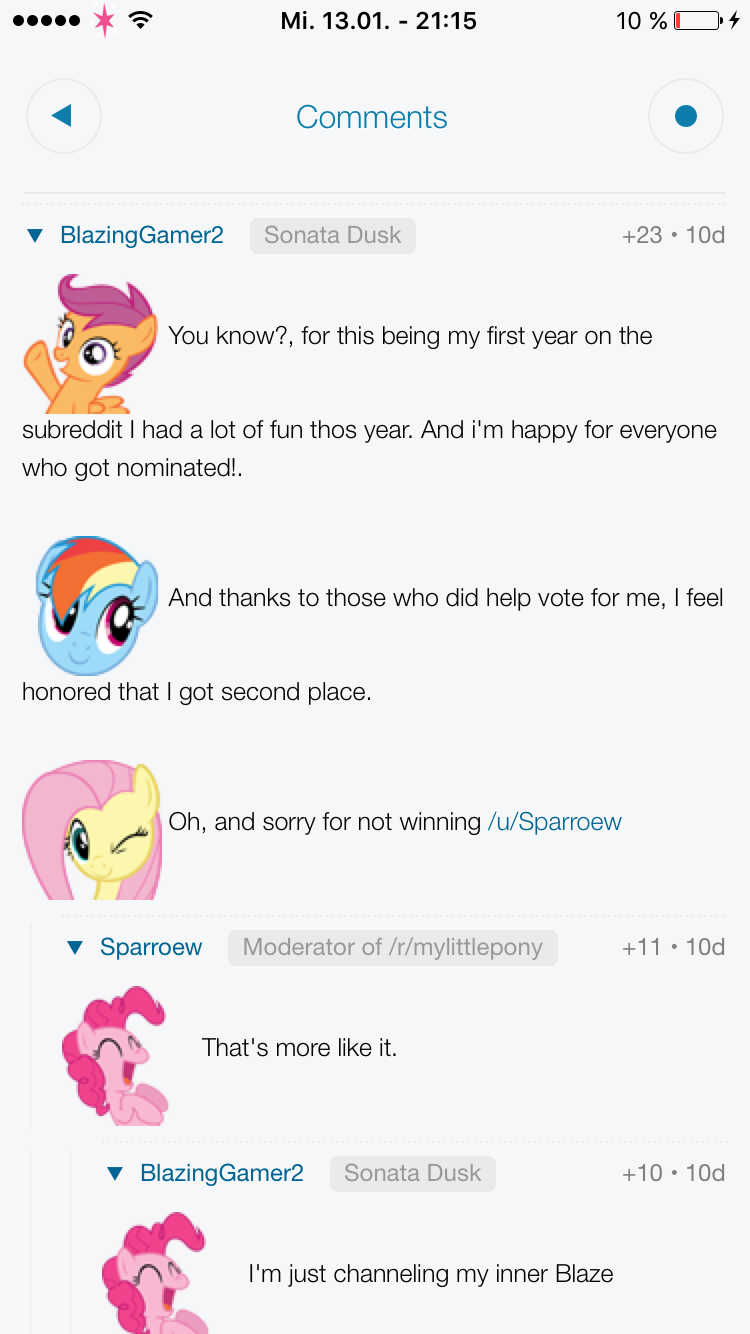 Mi. 13.01. - 21:15
10 %
Comments
BlazingGamer2 Sonata Dusk +23 • 10d
You know?, for this being my first year on the
subreddit I had a lot of fun thos year. And i'm happy for everyone
who got nominated!.
And thanks to those who did help vote for me, I feel
honored that I got second place.
Oh, and sorry for not winning /u/Sparroew
Sparroew Moderator of /r/mylittlepony +11 • 10d
That's more like it.
BlazingGamer2 Sonata Dusk +10 • 10d
I'm just channeling my inner Blaze